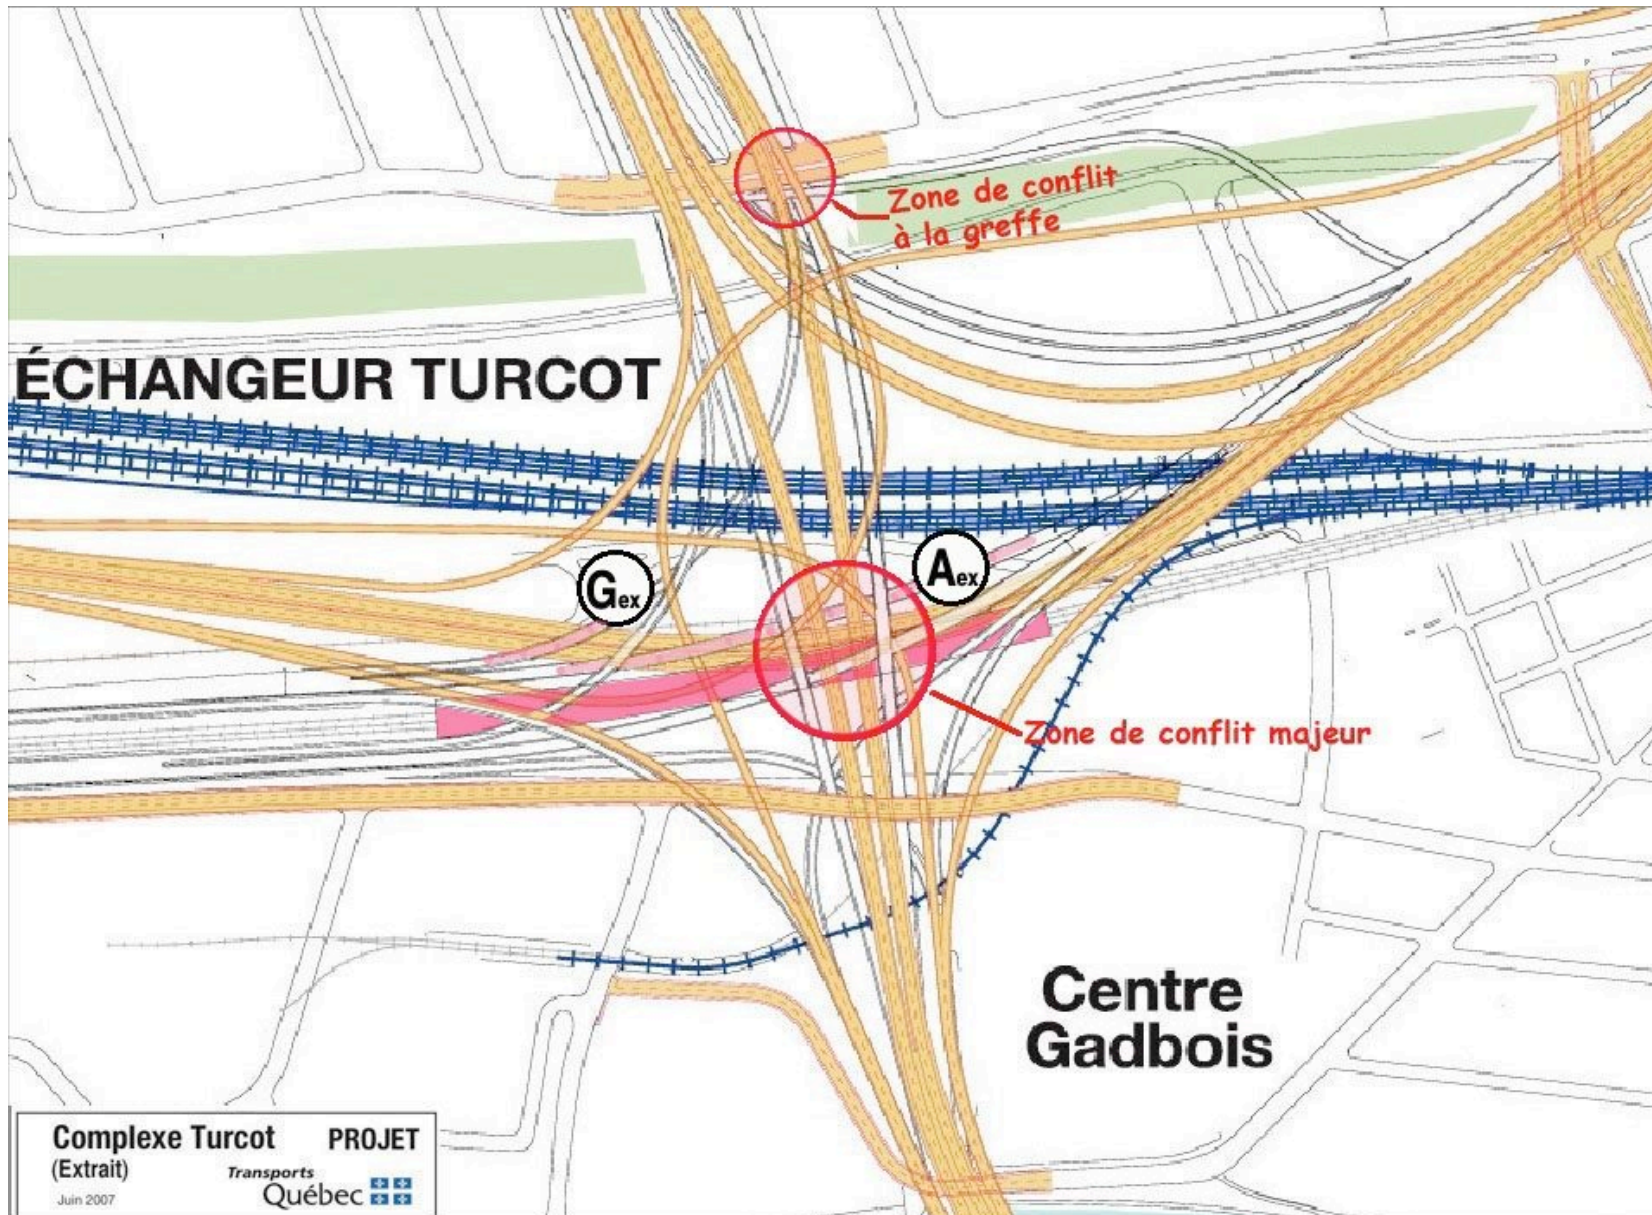 Zone de conflit
à la greffe
ÉCHANGEUR TURCOT
Gex
Aex
Zone de conflit majeur
Centre
Gadbois
Complexe Turcot PROJET
(Extrait)
Transports
Québec
Juin 2007
P